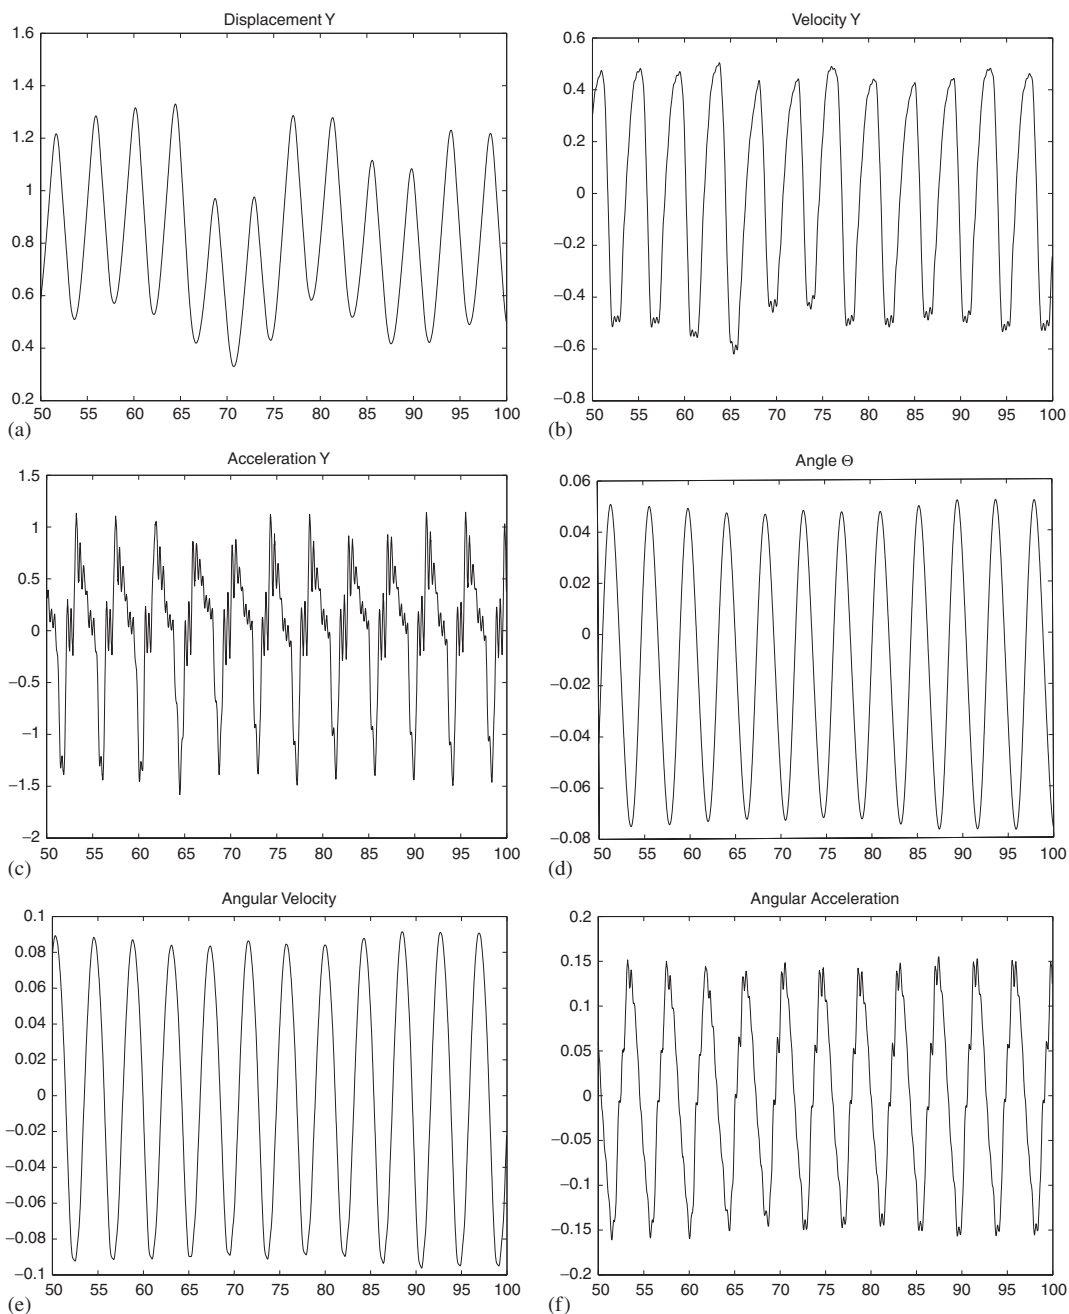 Displacement Y
1.6
1.4
1.2
1
0.8
0.6
0.4
0.2
50 55 60 65 70 75 80 85 90 95 100
(a)
Velocity Y
0.6
0.4
0.2
0
−0.2
−0.4
−0.6
−0.8
50 55 60 65 70 75 80 85 90 95 100
(b)
Acceleration Y
1.5
1
0.5
0
−0.5
−1
−1.5
−2
50 55 60 65 70 75 80 85 90 95 100
(c)
Angle Θ
0.06
0.04
0.02
0
−0.02
−0.04
−0.06
−0.08
50 55 60 65 70 75 80 85 90 95 100
(d)
Angular Velocity
0.1
0.08
0.06
0.04
0.02
0
−0.02
−0.04
−0.06
−0.08
−0.1
50 55 60 65 70 75 80 85 90 95 100
(e)
Angular Acceleration
0.2
0.15
0.1
0.05
0
−0.05
−0.1
−0.15
−0.2
50 55 60 65 70 75 80 85 90 95 100
(f)